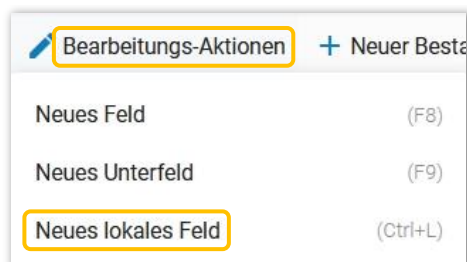 Bearbeitungs-Aktionen + Neuer Besta
Neues Feld (F8)
Neues Unterfeld (F9)
Neues lokales Feld (Ctrl+L)